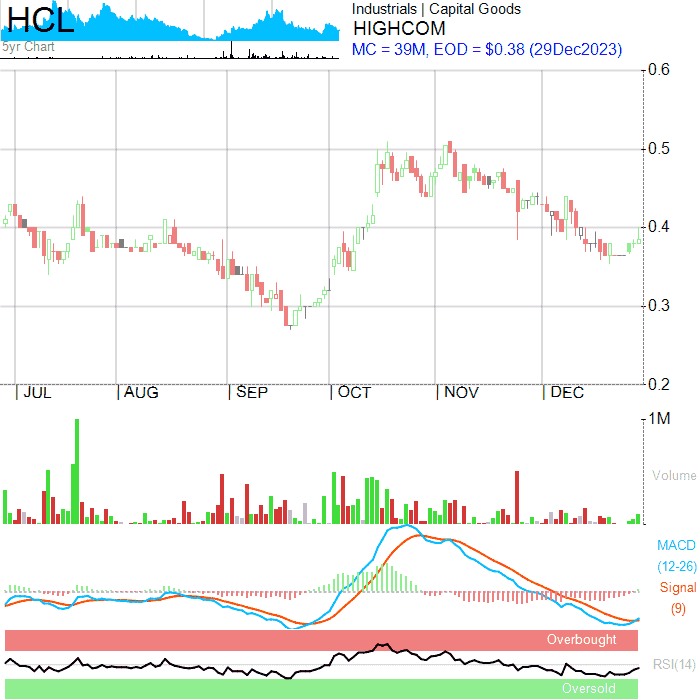 HCL
5yr Chart
Industrials | Capital Goods
HIGHCOM
MC = 39M, EOD = $0.38 (29Dec2023)
0.6
0.5
0.4
0.3
0.2
| JUL | AUG | SEP | OCT | NOV | DEC
1M
Volume
MACD
(12-26)
Signal
(9)
Overbought
RSI(14)
Oversold